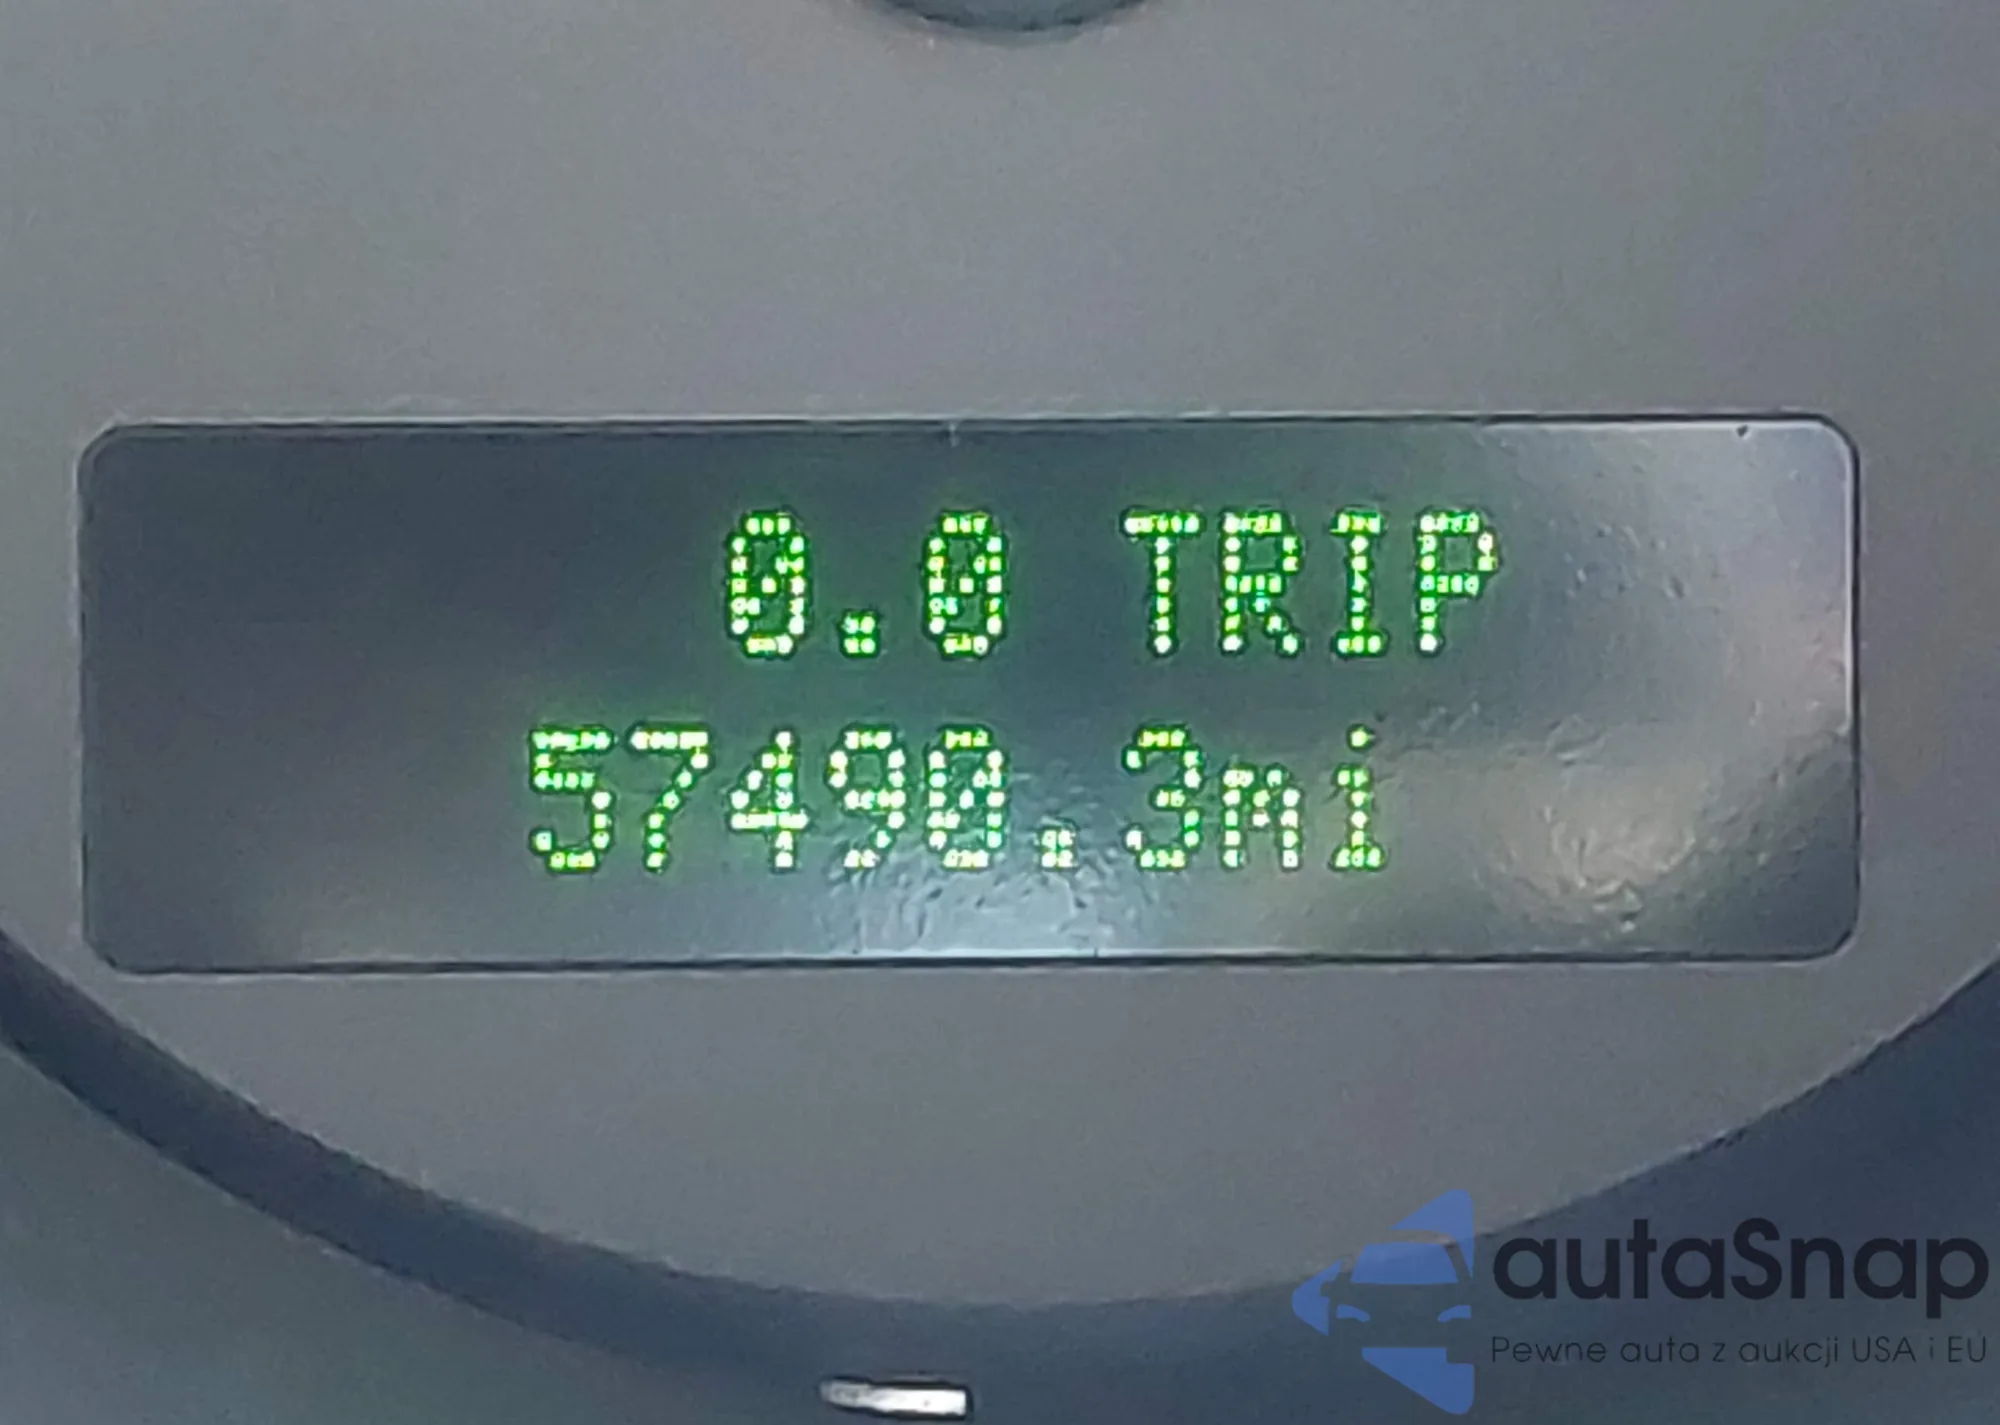 0.0 TRIP
57490.3mi
autaSnap
Pewne auta z aukcji USA i EU